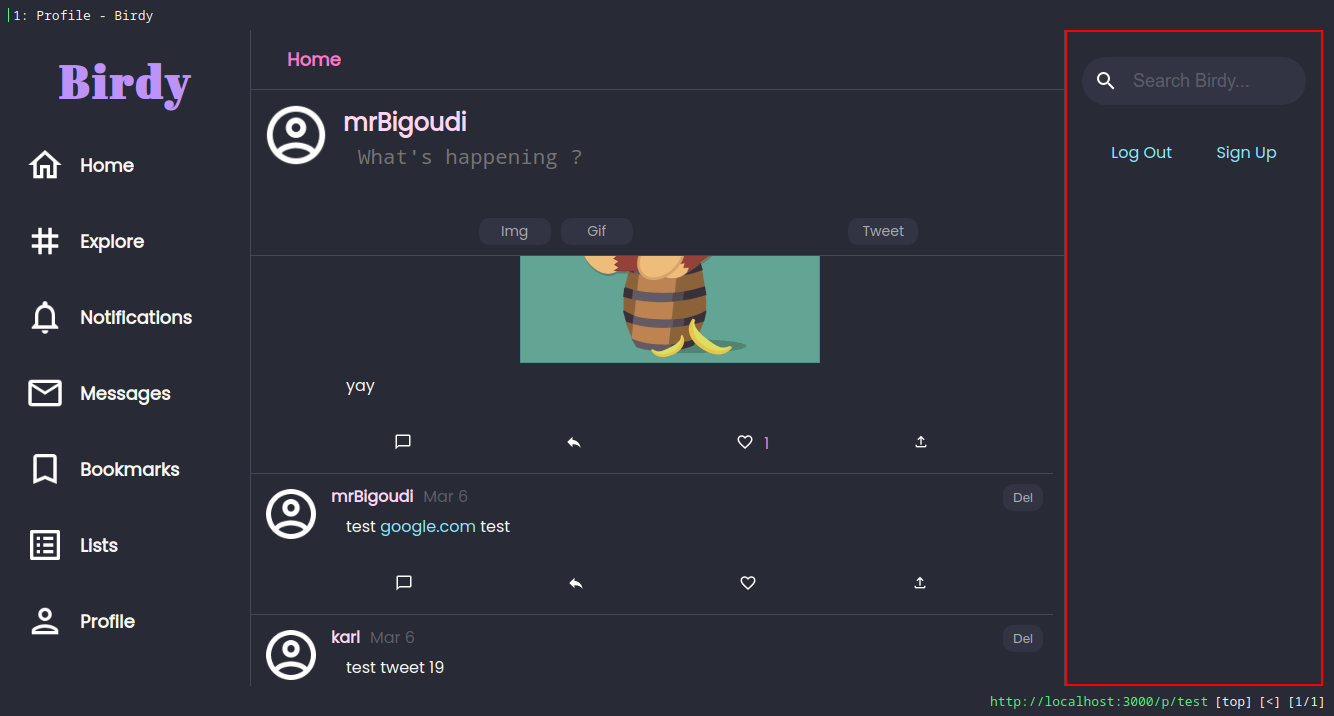 1: Profile - Birdy
Birdy
Home
Explore
Notifications
Messages
Bookmarks
Lists
Profile
Home
mrBigoudi
What's happening ?
Img
Gif
Tweet
yay
1
mrBigoudi Mar 6
Del
test google.com test
karl Mar 6
Del
test tweet 19
Search Birdy...
Log Out
Sign Up
http://localhost:3000/p/test [top] [<] [1/1]